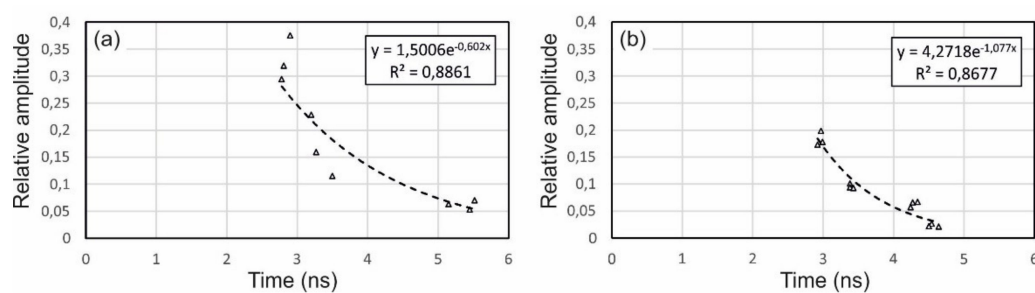 (a)
y = 1,5006e^-0,602x
R² = 0,8861
Relative amplitude
0,4
0,35
0,3
0,25
0,2
0,15
0,1
0,05
0
0 1 2 3 4 5 6
Time (ns)
(b)
y = 4,2718e^-1,077x
R² = 0,8677
Relative amplitude
0,4
0,35
0,3
0,25
0,2
0,15
0,1
0,05
0
0 1 2 3 4 5 6
Time (ns)